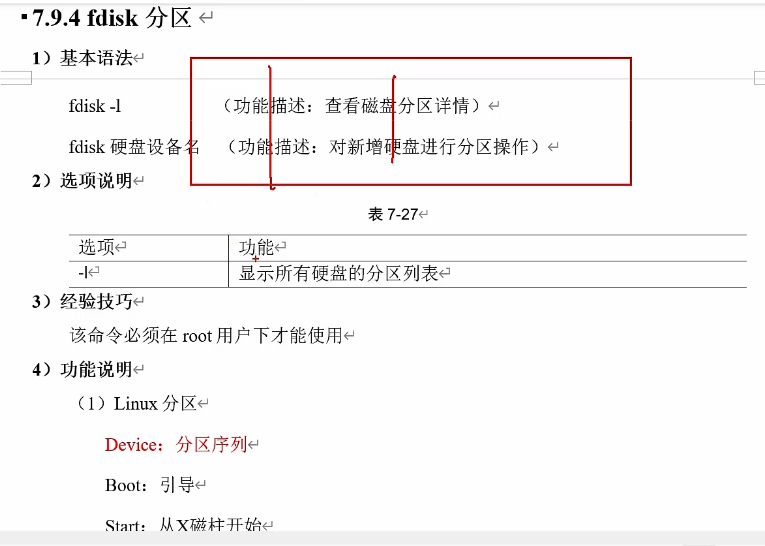 7.9.4 fdisk 分区
1）基本语法
fdisk -l （功能描述：查看磁盘分区详情）
fdisk 硬盘设备名 （功能描述：对新增硬盘进行分区操作）
2）选项说明
表 7-27
选项 功能
-l 显示所有硬盘的分区列表
3）经验技巧
该命令必须在 root 用户下才能使用
4）功能说明
（1）Linux 分区
Device：分区序列
Boot：引导
Start：从X磁柱开始